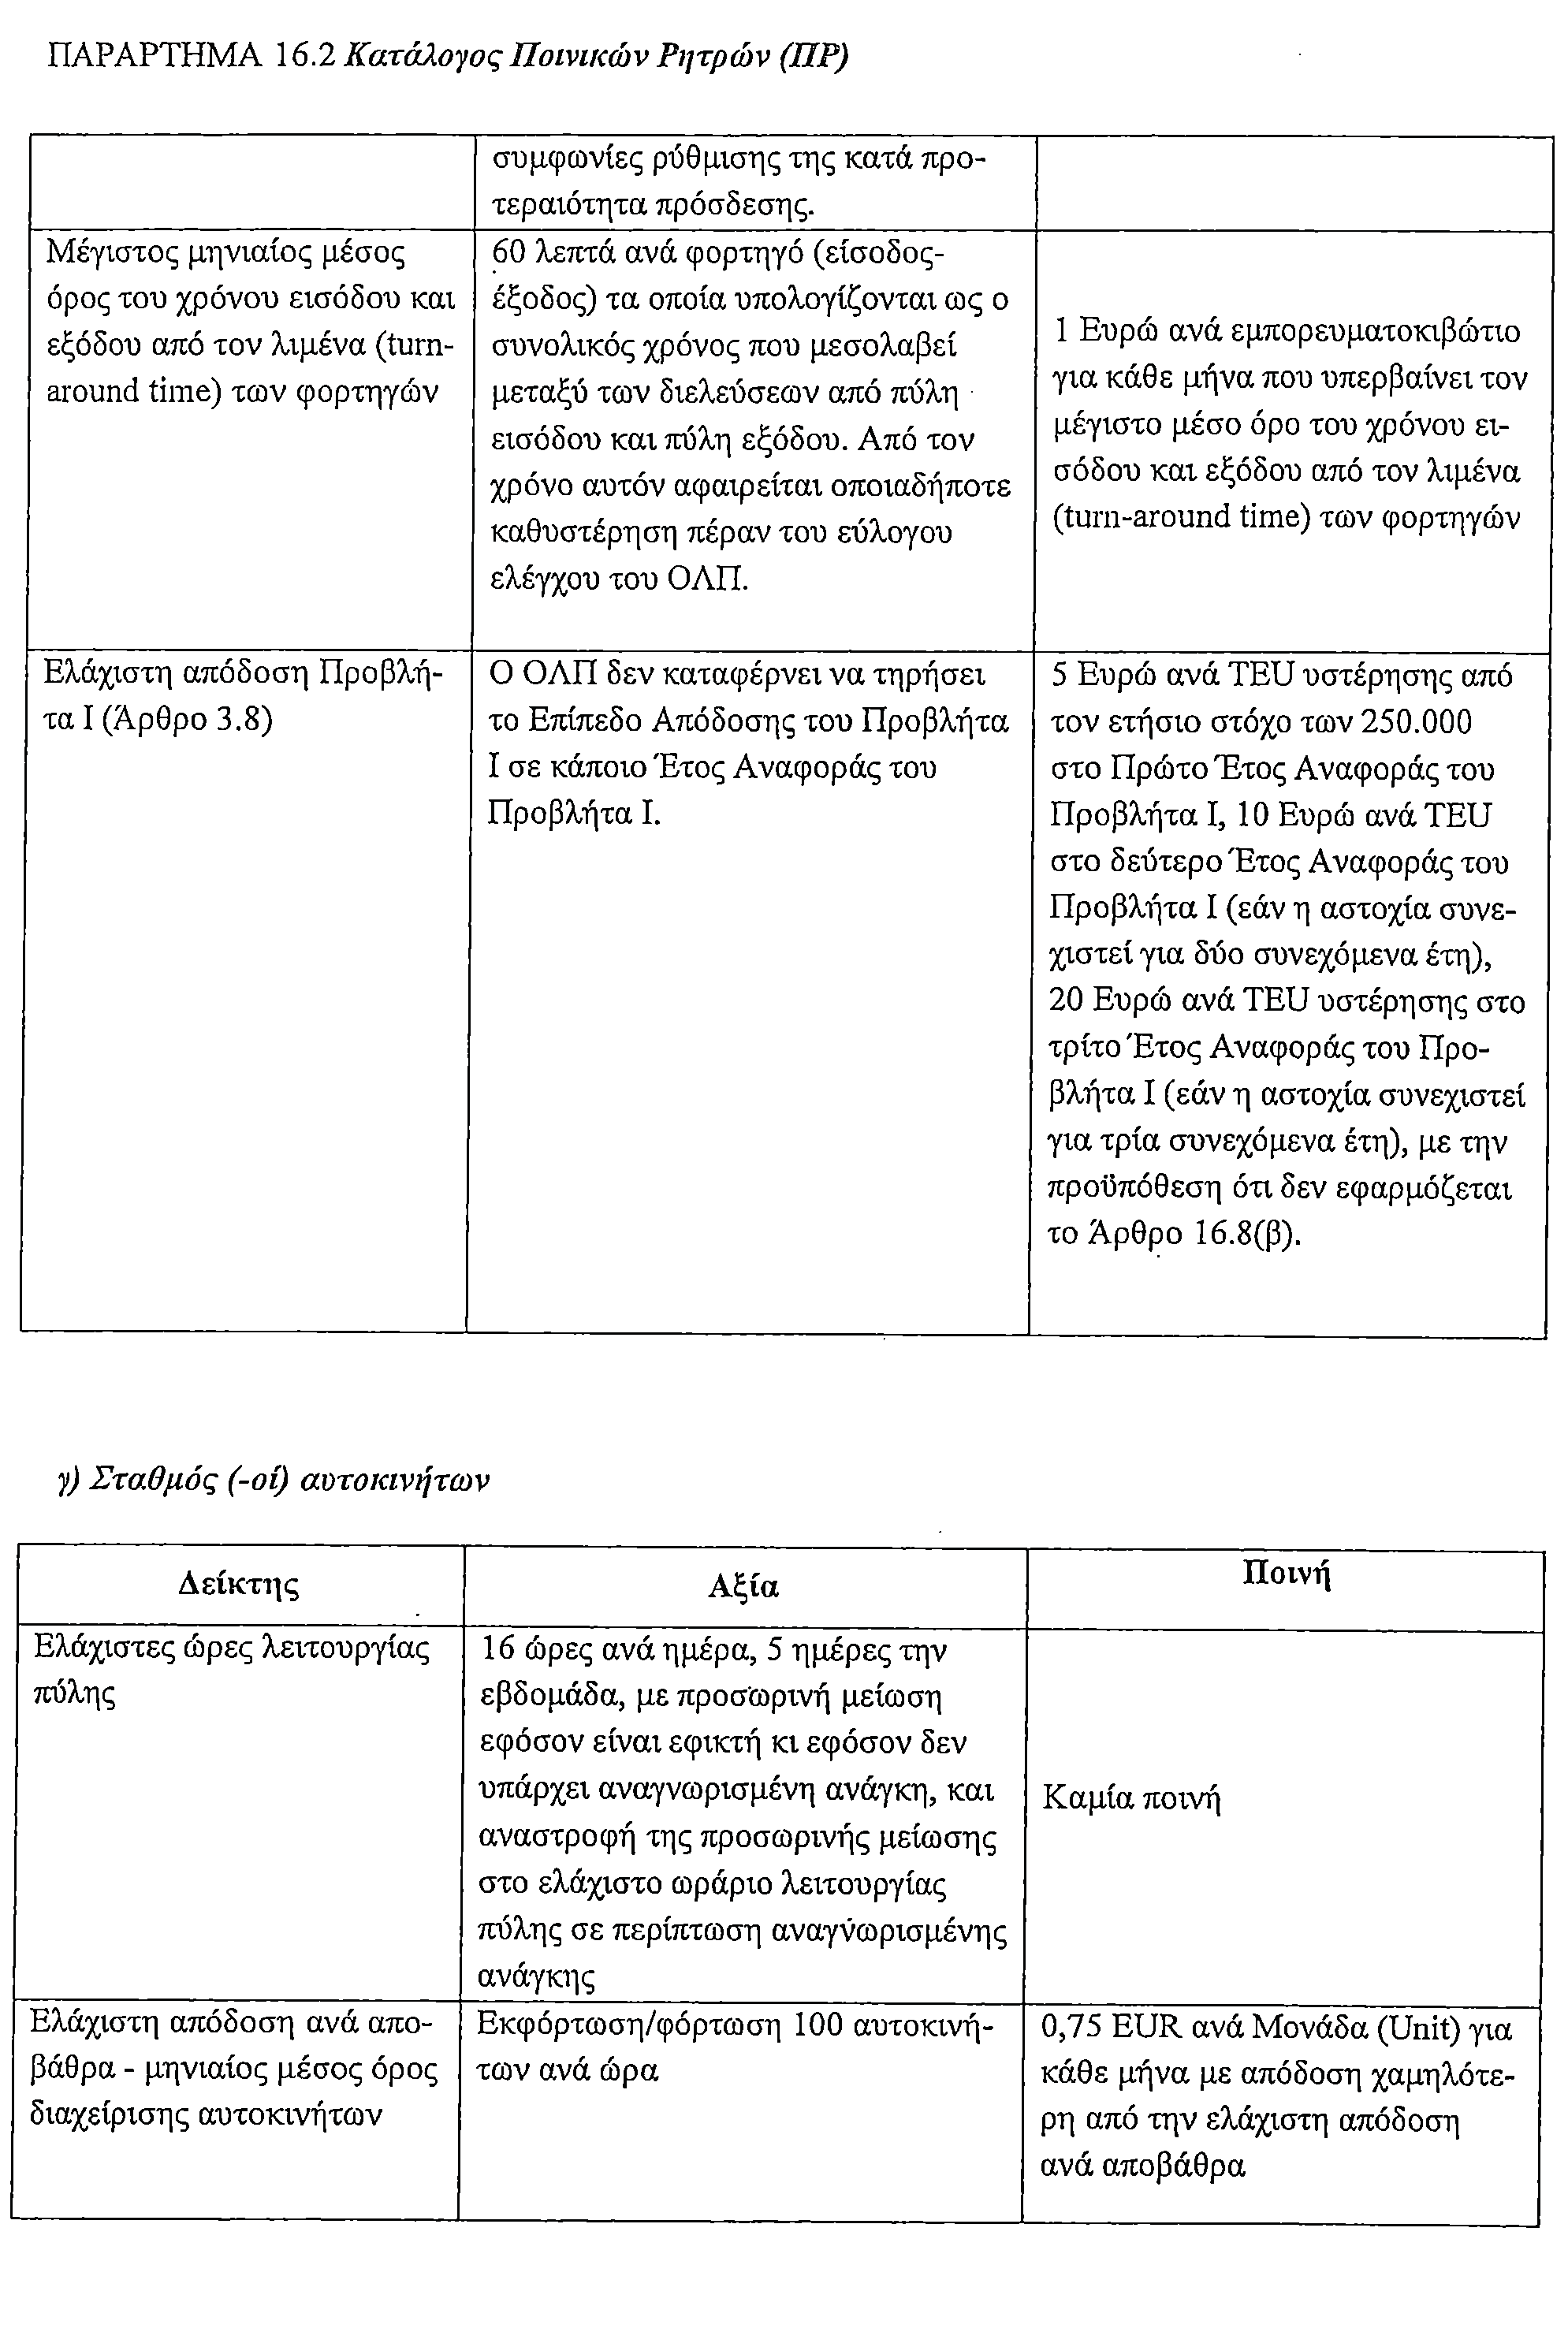 ΠΑΡΑΡΤΗΜΑ 16.2 Κατάλογος Ποινικών Ρητρών (ΠΡ)
συμφωνίες ρύθμισης της κατά προ-
τεραιότητα πρόσδεσης.
Μέγιστος μηνιαίος μέσος
όρος του χρόνου εισόδου και
εξόδου από τον λιμένα (turn-
around time) των φορτηγών
60 λεπτά ανά φορτηγό (είσοδος-
έξοδος) τα οποία υπολογίζονται ως ο
συνολικός χρόνος που μεσολαβεί
μεταξύ των διελεύσεων από πύλη
εισόδου και πύλη εξόδου. Από τον
χρόνο αυτόν αφαιρείται οποιαδήποτε
καθυστέρηση πέραν του εύλογου
ελέγχου του ΟΛΠ.
1 Ευρώ ανά εμπορευματοκιβώτιο
για κάθε μήνα που υπερβαίνει τον
μέγιστο μέσο όρο του χρόνου ει-
σόδου και εξόδου από τον λιμένα
(turn-around time) των φορτηγών
Ελάχιστη απόδοση Προβλή-
τα Ι (Άρθρο 3.8)
Ο ΟΛΠ δεν καταφέρνει να τηρήσει
το Επίπεδο Απόδοσης του Προβλήτα
Ι σε κάποιο Έτος Αναφοράς του
Προβλήτα Ι.
5 Ευρώ ανά TEU υστέρησης από
τον ετήσιο στόχο των 250.000
στο Πρώτο Έτος Αναφοράς του
Προβλήτα Ι, 10 Ευρώ ανά TEU
στο δεύτερο Έτος Αναφοράς του
Προβλήτα Ι (εάν η αστοχία συνε-
χιστεί για δύο συνεχόμενα έτη),
20 Ευρώ ανά TEU υστέρησης στο
τρίτο Έτος Αναφοράς του Προ-
βλήτα Ι (εάν η αστοχία συνεχιστεί
για τρία συνεχόμενα έτη), με την
προϋπόθεση ότι δεν εφαρμόζεται
το Άρθρο 16.8(β).
γ) Σταθμός (-οί) αυτοκινήτων
Δείκτης
Αξία
Ποινή
Ελάχιστες ώρες λειτουργίας
πύλης
16 ώρες ανά ημέρα, 5 ημέρες την
εβδομάδα, με προσωρινή μείωση
εφόσον είναι εφικτή κι εφόσον δεν
υπάρχει αναγνωρισμένη ανάγκη, και
αναστροφή της προσωρινής μείωσης
στο ελάχιστο ωράριο λειτουργίας
πύλης σε περίπτωση αναγνωρισμένης
ανάγκης
Καμία ποινή
Ελάχιστη απόδοση ανά απο-
βάθρα - μηνιαίος μέσος όρος
διαχείρισης αυτοκινήτων
Εκφόρτωση/φόρτωση 100 αυτοκινή-
των ανά ώρα
0,75 EUR ανά Μονάδα (Unit) για
κάθε μήνα με απόδοση χαμηλότε-
ρη από την ελάχιστη απόδοση
ανά αποβάθρα